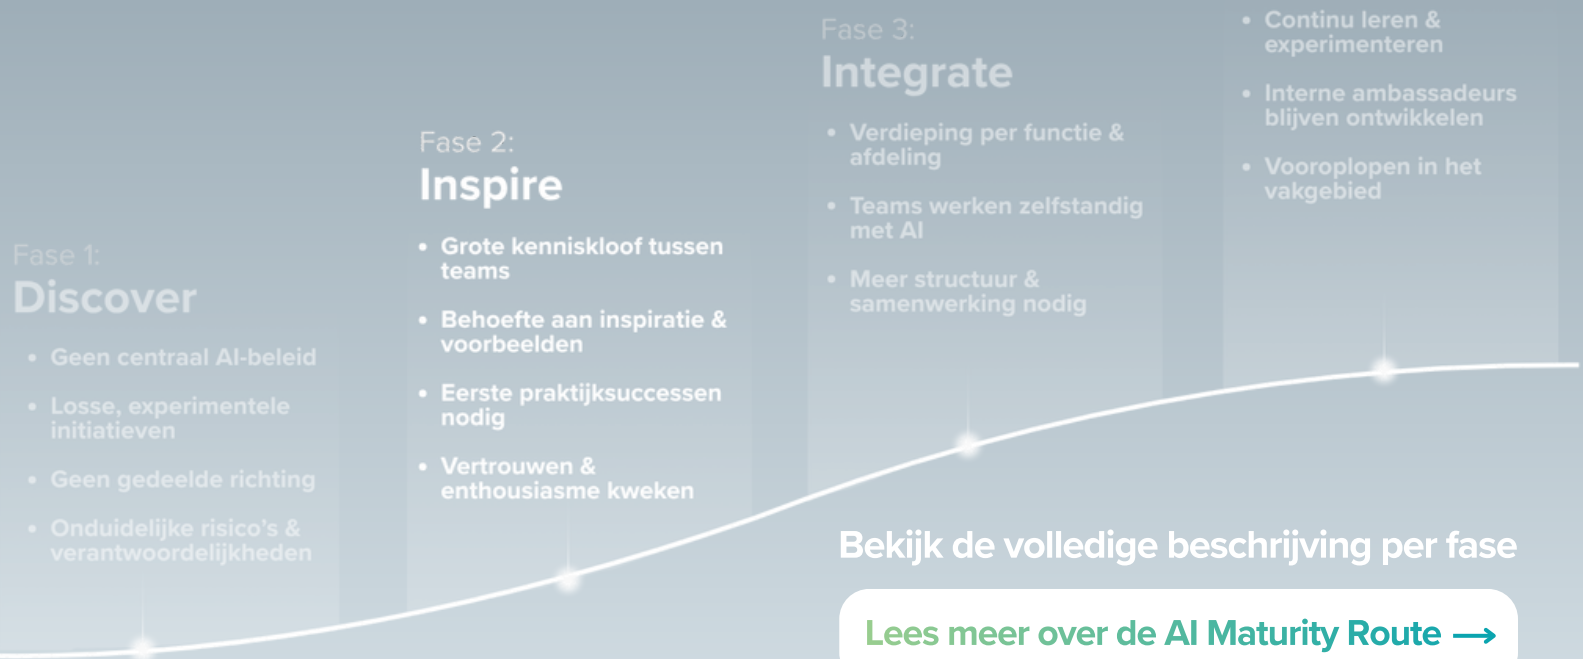 Fase 1:
Discover
• Geen centraal AI-beleid
• Losse, experimentele
initiatieven
• Geen gedeelde richting
• Onduidelijke risico's &
verantwoordelijkheden
Fase 2:
Inspire
• Grote kenniskloof tussen
teams
• Behoefte aan inspiratie &
voorbeelden
• Eerste praktijksuccessen
nodig
• Vertrouwen &
enthousiasme kweken
Fase 3:
Integrate
• Verdieping per functie &
afdeling
• Teams werken zelfstandig
met AI
• Meer structuur &
samenwerking nodig
• Continu leren &
experimenteren
• Interne ambassadeurs
blijven ontwikkelen
• Vooroplopen in het
vakgebied
Bekijk de volledige beschrijving per fase
Lees meer over de AI Maturity Route →